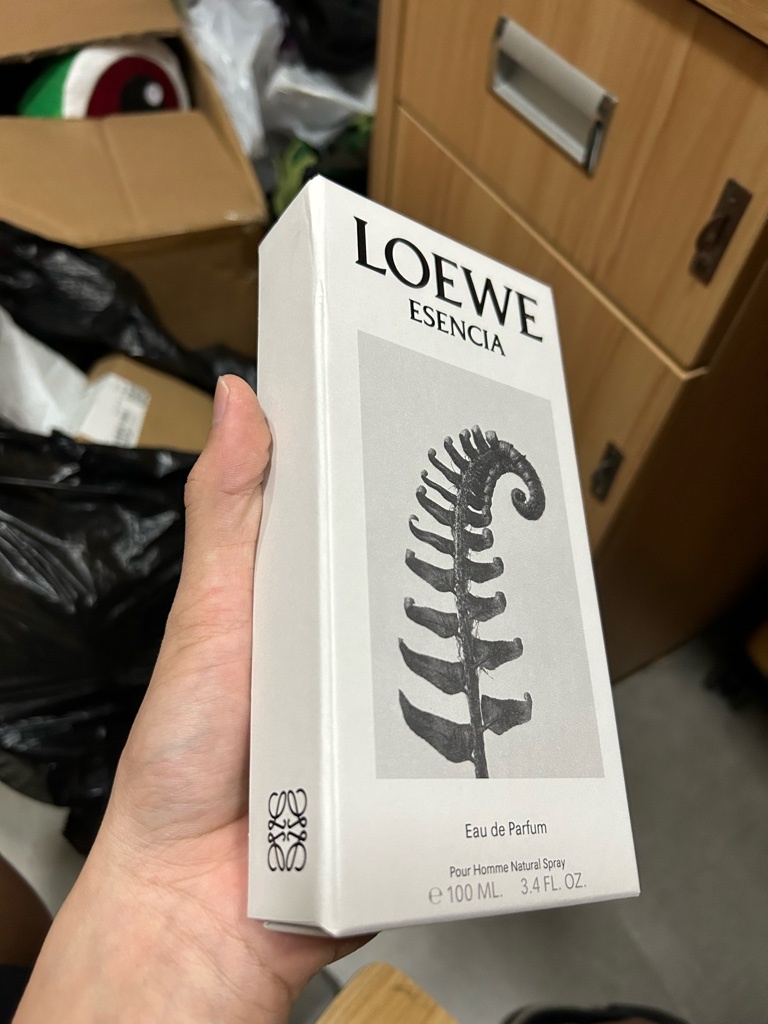 LOEWE
ESENCIA
Eau de Parfum
Pour Homme Natural Spray
℮ 100 ML. 3.4 FL. OZ.